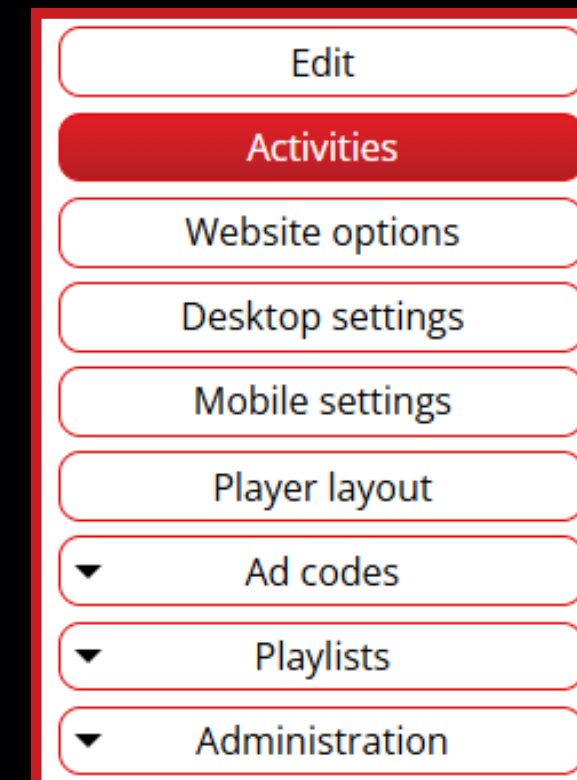 Edit
Activities
Website options
Desktop settings
Mobile settings
Player layout
Ad codes
Playlists
Administration